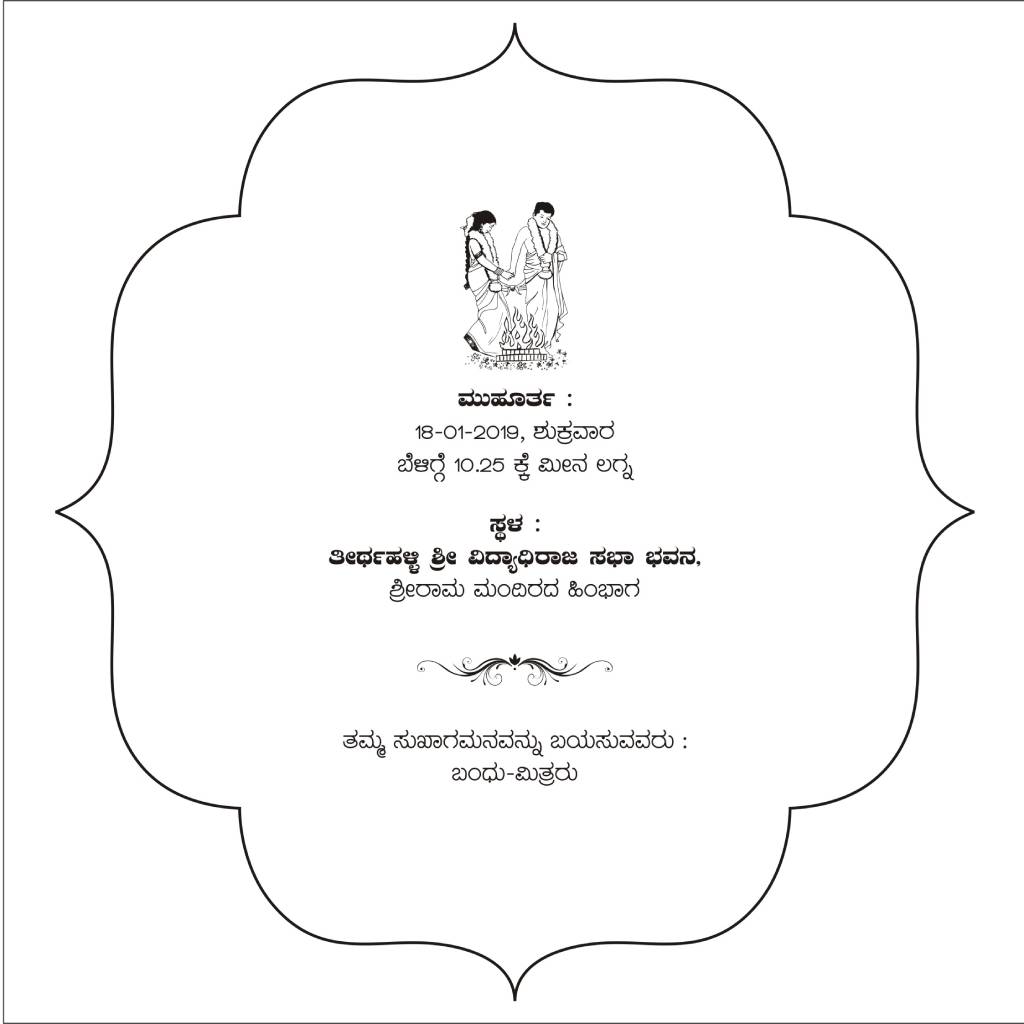 ಮುಹೂರ್ತ :
18-01-2019, ಶುಕ್ರವಾರ
ಬೆಳಿಗ್ಗೆ 10.25 ಕ್ಕೆ ಮೀನ ಲಗ್ನ
ಸ್ಥಳ :
ತೀರ್ಥಹಳ್ಳಿ ಶ್ರೀ ವಿದ್ಯಾಧಿರಾಜ ಸಭಾ ಭವನ,
ಶ್ರೀರಾಮ ಮಂದಿರದ ಹಿಂಭಾಗ
ತಮ್ಮ ಸುಖಾಗಮನವನ್ನು ಬಯಸುವವರು :
ಬಂಧು-ಮಿತ್ರರು